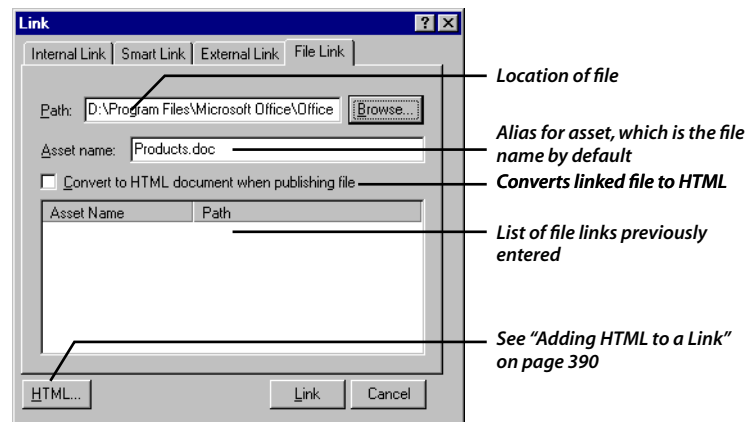 Link
Internal Link Smart Link External Link File Link
Location of file
Path: D:\Program Files\Microsoft Office\Office Browse...
Alias for asset, which is the file
name by default
Asset name: Products.doc
Convert to HTML document when publishing file
Converts linked file to HTML
Asset Name Path
List of file links previously
entered
See “Adding HTML to a Link”
on page 390
HTML... Link Cancel